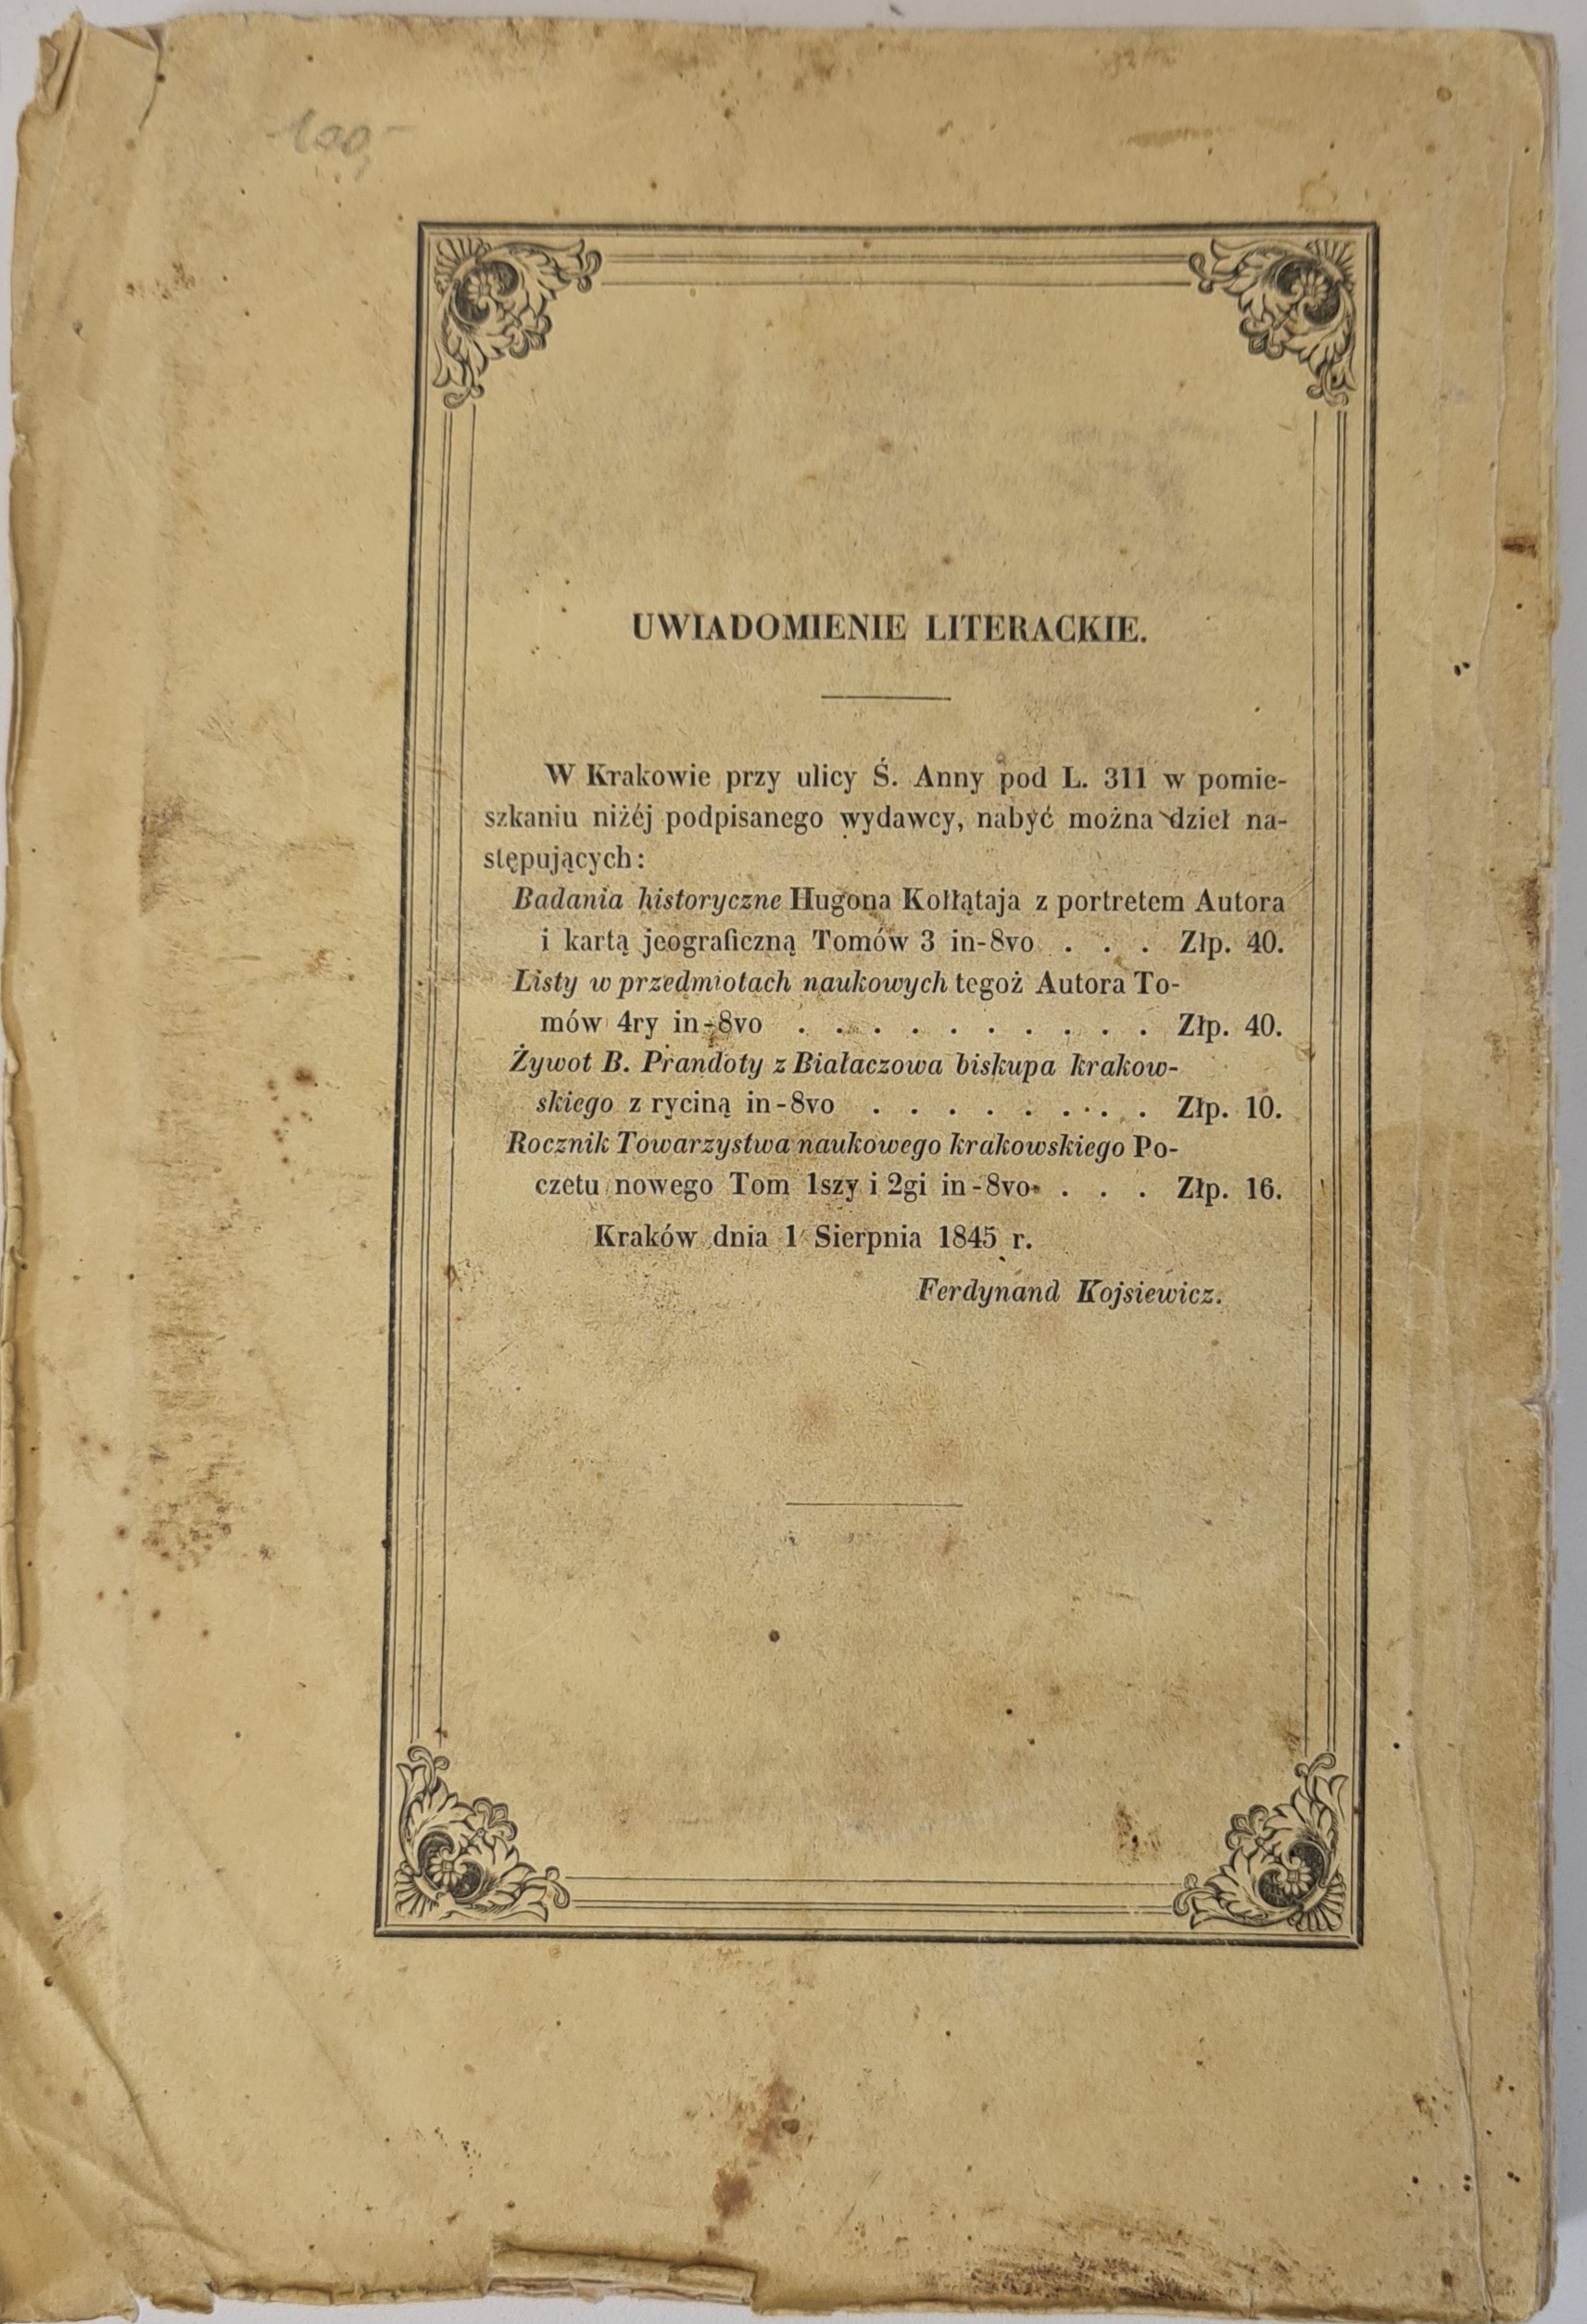 100,-
UWIADOMIENIE LITERACKIE.
W Krakowie przy ulicy Ś. Anny pod L. 311 w pomie-
szkaniu niżéj podpisanego wydawcy, nabyć można dzieł na-
stępujących:
Badania historyczne Hugona Kołłątaja z portretem Autora
i kartą jeograficzną Tomów 3 in-8vo . . . Złp. 40.
Listy w przedmiotach naukowych tegoż Autora To-
mów 4ry in-8vo . . . . . . . . . . Złp. 40.
Żywot B. Prandoty z Białaczowa biskupa krakow-
skiego z ryciną in-8vo . . . . . . . . Złp. 10.
Rocznik Towarzystwa naukowego krakowskiego Po-
czetu nowego Tom 1szy i 2gi in-8vo . . . Złp. 16.
Kraków dnia 1 Sierpnia 1845 r.
Ferdynand Kojsiewicz.